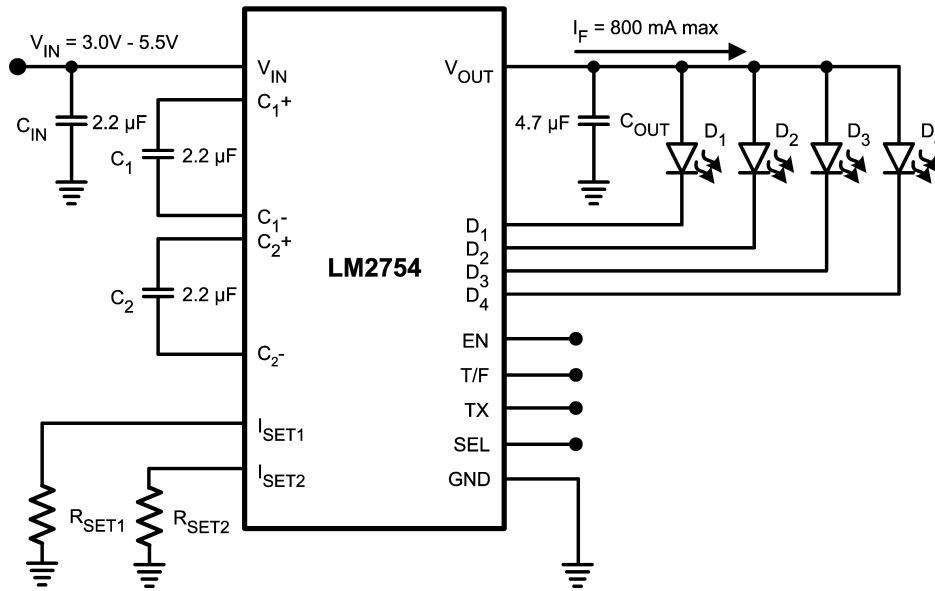 V_IN = 3.0V - 5.5V
I_F = 800 mA max
V_IN
V_OUT
C_1+
C_IN
2.2 µF
C_1
2.2 µF
C_1-
C_2+
C_2
2.2 µF
C_2-
LM2754
4.7 µF
C_OUT
D_1
D_2
D_3
D
D_1
D_2
D_3
D_4
EN
T/F
TX
SEL
GND
I_SET1
I_SET2
R_SET1
R_SET2